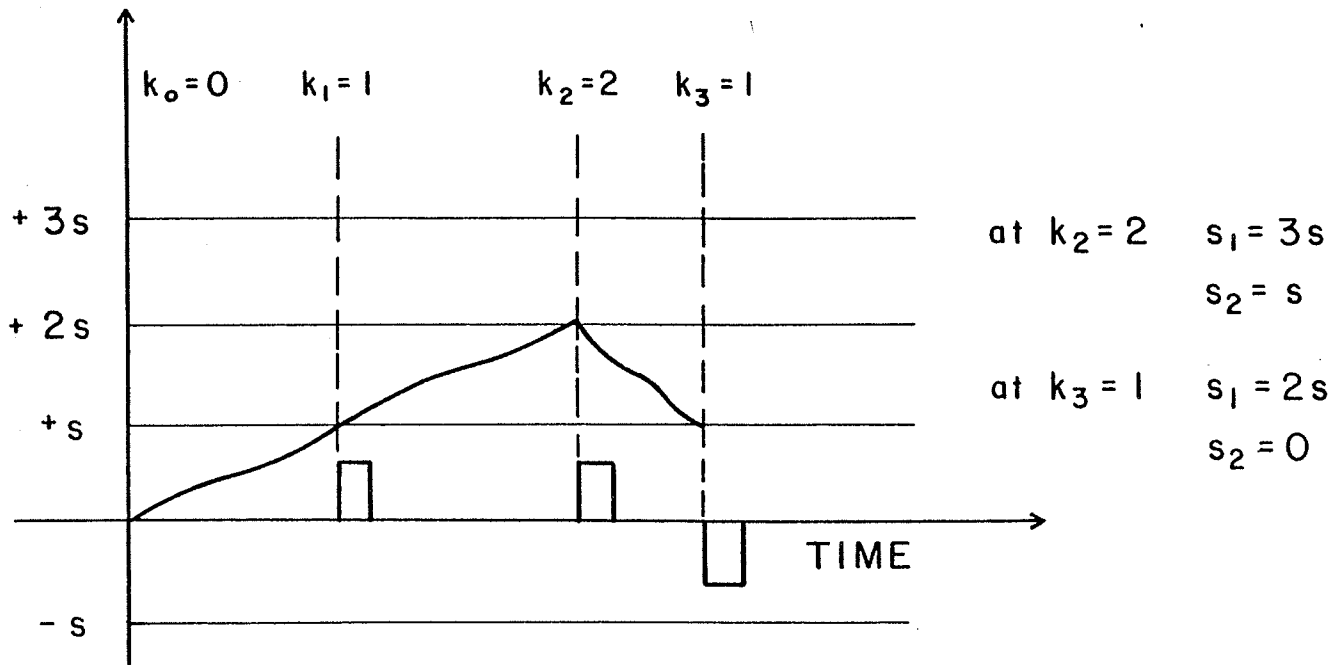 k₀=0 k₁=1 k₂=2 k₃=1
+ 3s
at k₂=2 s₁=3s
s₂=s
+ 2s
at k₃=1 s₁=2s
+s
s₂=0
TIME
-s